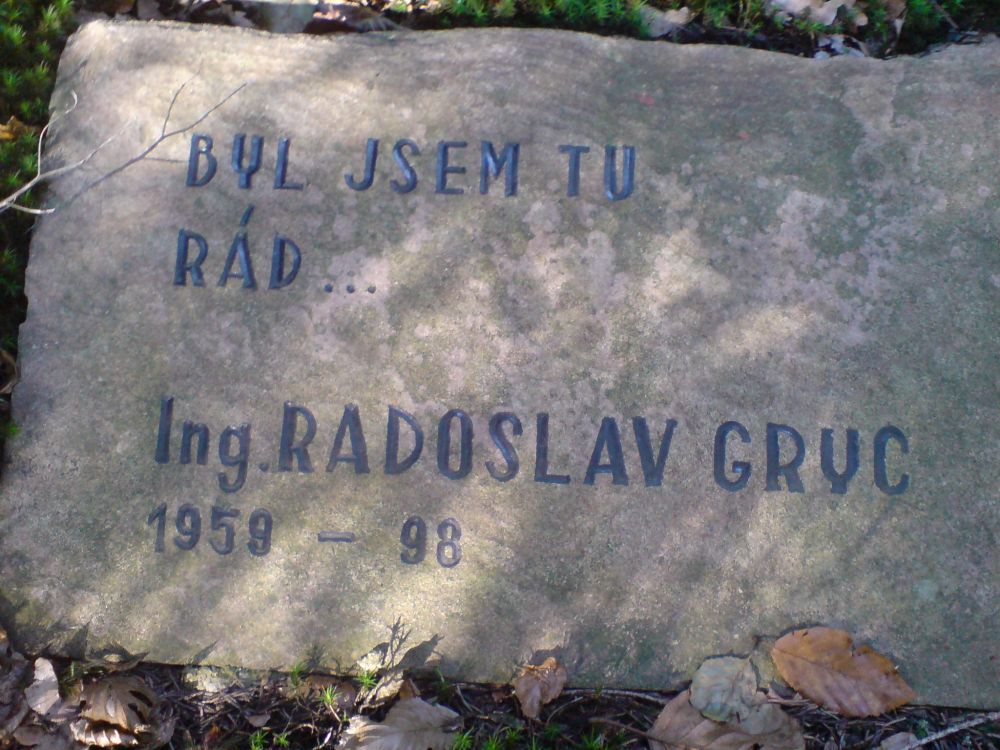 BYL JSEM TU
RÁD...
Ing. RADOSLAV GRYC
1959 - 98